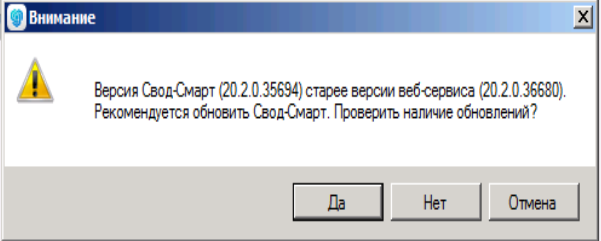 Внимание
Версия Свод-Смарт (20.2.0.35694) старее версии веб-сервиса (20.2.0.36680).
Рекомендуется обновить Свод-Смарт. Проверить наличие обновлений?
Да
Нет
Отмена